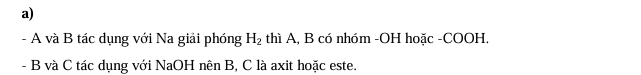 a)
- A và B tác dụng với Na giải phóng H₂ thì A, B có nhóm -OH hoặc -COOH.
- B và C tác dụng với NaOH nên B, C là axit hoặc este.